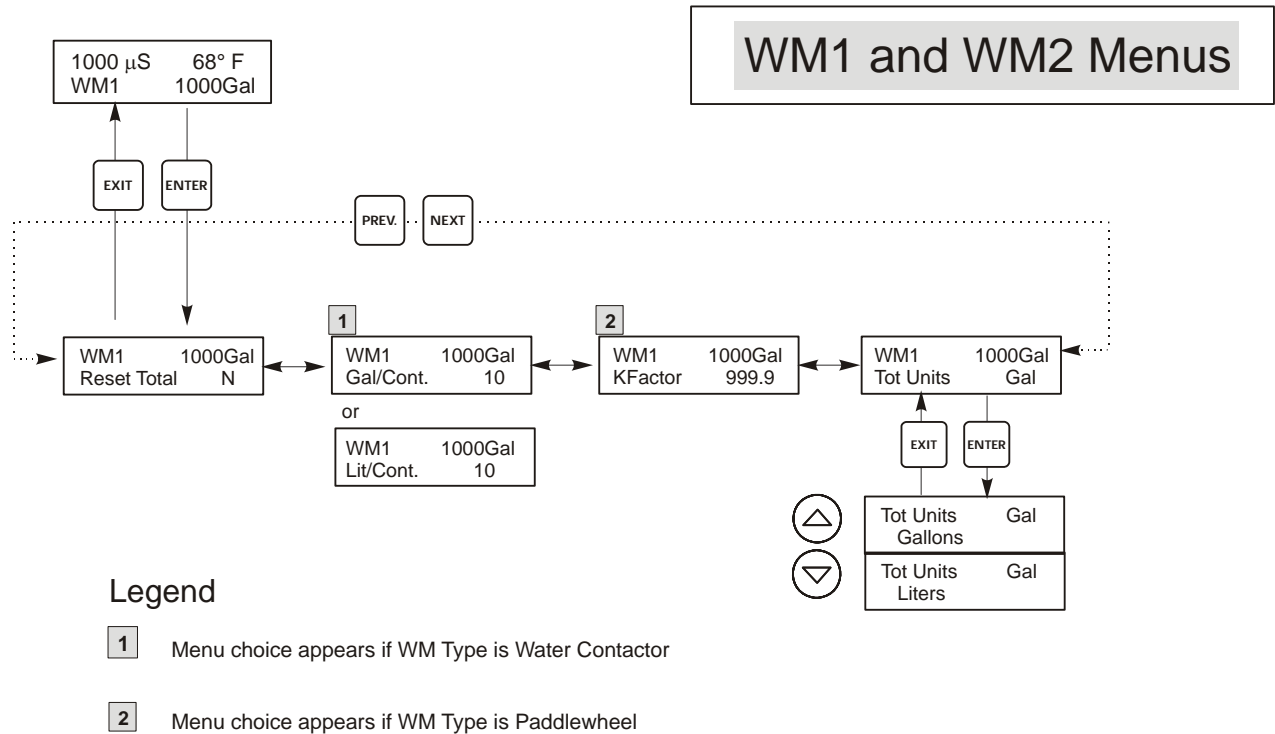 WM1 and WM2 Menus
1000 μS 68° F
WM1 1000Gal
EXIT
ENTER
PREV.
NEXT
WM1 1000Gal
Reset Total N
1
WM1 1000Gal
Gal/Cont. 10
or
WM1 1000Gal
Lit/Cont. 10
2
WM1 1000Gal
KFactor 999.9
WM1 1000Gal
Tot Units Gal
EXIT
ENTER
Tot Units Gal
Gallons
Tot Units Gal
Liters
Legend
1 Menu choice appears if WM Type is Water Contactor
2 Menu choice appears if WM Type is Paddlewheel